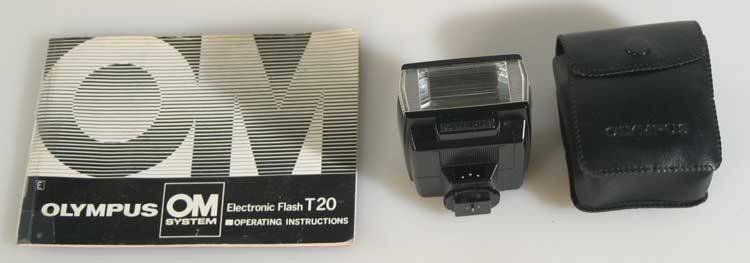 OM
E
OLYMPUS
OM
SYSTEM
Electronic Flash T20
■OPERATING INSTRUCTIONS
OLYMPUS
OLYMPUS